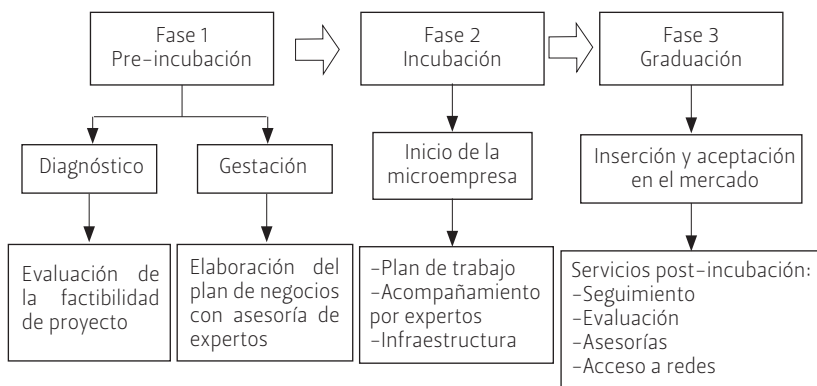 Fase 1
Pre-incubación
Fase 2
Incubación
Fase 3
Graduación
Diagnóstico
Gestación
Inicio de la
microempresa
Inserción y aceptación
en el mercado
Evaluación de
la factibilidad
de proyecto
Elaboración del
plan de negocios
con asesoría de
expertos
-Plan de trabajo
-Acompañamiento
por expertos
-Infraestructura
Servicios post-incubación:
-Seguimiento
-Evaluación
-Asesorías
-Acceso a redes